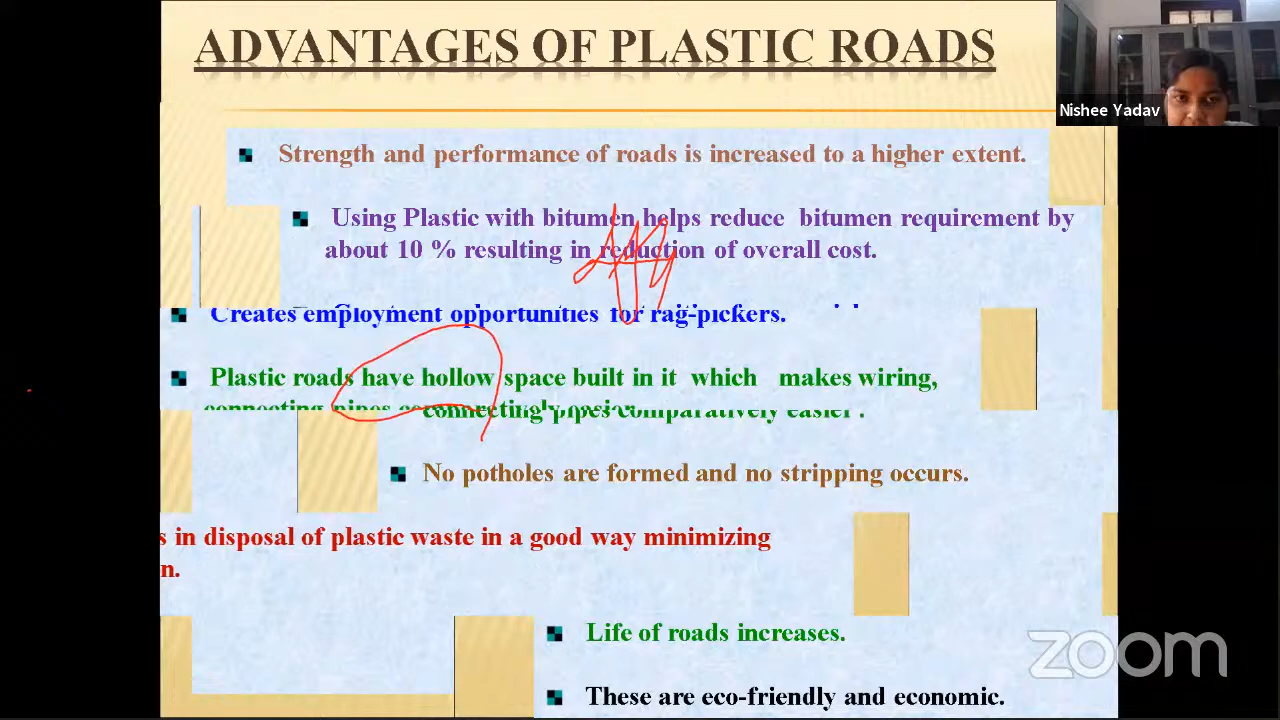 ADVANTAGES OF PLASTIC ROADS
Nishee Yadav
Strength and performance of roads is increased to a higher extent.
Using Plastic with bitumen helps reduce bitumen requirement by
about 10 % resulting in reduction of overall cost.
Creates employment opportunities for rag-pickers.
Plastic roads have hollow space built in it which makes wiring,
connecting pipes comparatively easier .
No potholes are formed and no stripping occurs.
s in disposal of plastic waste in a good way minimizing
n.
Life of roads increases.
zoom
These are eco-friendly and economic.